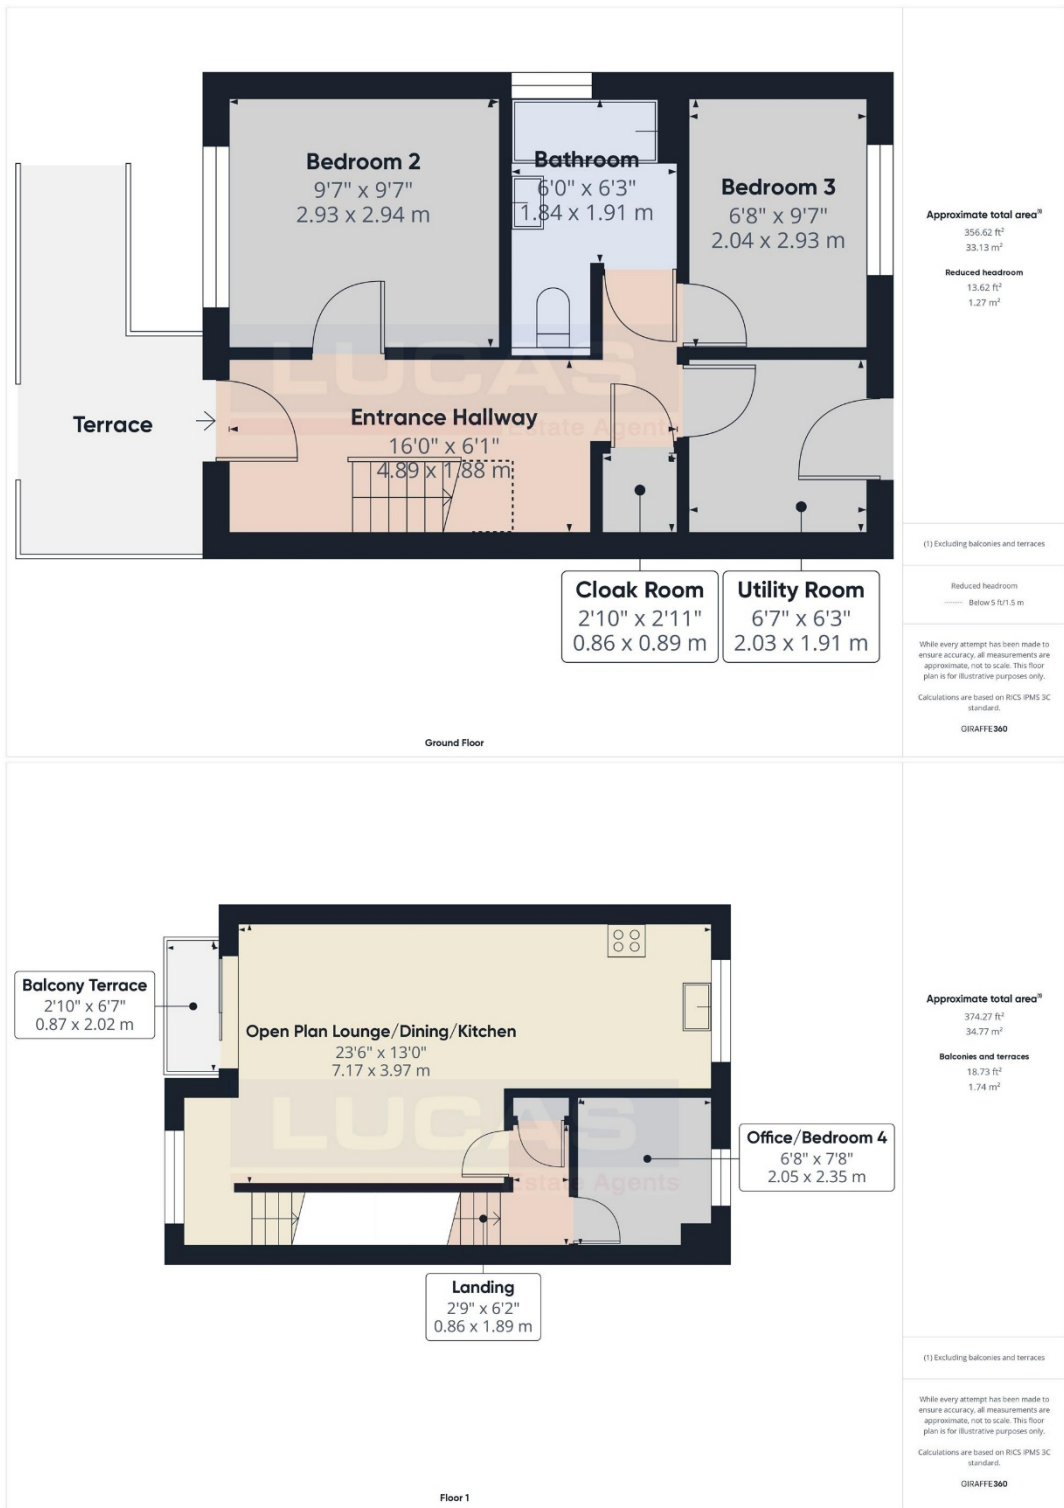 Bedroom 2
9'7" x 9'7"
2.93 x 2.94 m
Bathroom
6'0" x 6'3"
1.84 x 1.91 m
Bedroom 3
6'8" x 9'7"
2.04 x 2.93 m
LUCAS
Estate Agents
Terrace
Entrance Hallway
16'0" x 6'1"
4.89 x 1.88 m
Cloak Room
2'10" x 2'11"
0.86 x 0.89 m
Utility Room
6'7" x 6'3"
2.03 x 1.91 m
Ground Floor
Approximate total area⁽¹⁾
356.62 ft²
33.13 m²
Reduced headroom
13.62 ft²
1.27 m²
(1) Excluding balconies and terraces
Reduced headroom
Below 5 ft/1.5 m
While every attempt has been made to
ensure accuracy, all measurements are
approximate, not to scale. This floor
plan is for illustrative purposes only.
Calculations are based on RICS IPMS 3C
standard.
GIRAFFE360
Balcony Terrace
2'10" x 6'7"
0.87 x 2.02 m
Open Plan Lounge/Dining/Kitchen
23'6" x 13'0"
7.17 x 3.97 m
LUCAS
Estate Agents
Office/Bedroom 4
6'8" x 7'8"
2.05 x 2.35 m
Landing
2'9" x 6'2"
0.86 x 1.89 m
Floor 1
Approximate total area⁽¹⁾
374.27 ft²
34.77 m²
Balconies and terraces
18.73 ft²
1.74 m²
(1) Excluding balconies and terraces
While every attempt has been made to
ensure accuracy, all measurements are
approximate, not to scale. This floor
plan is for illustrative purposes only.
Calculations are based on RICS IPMS 3C
standard.
GIRAFFE360